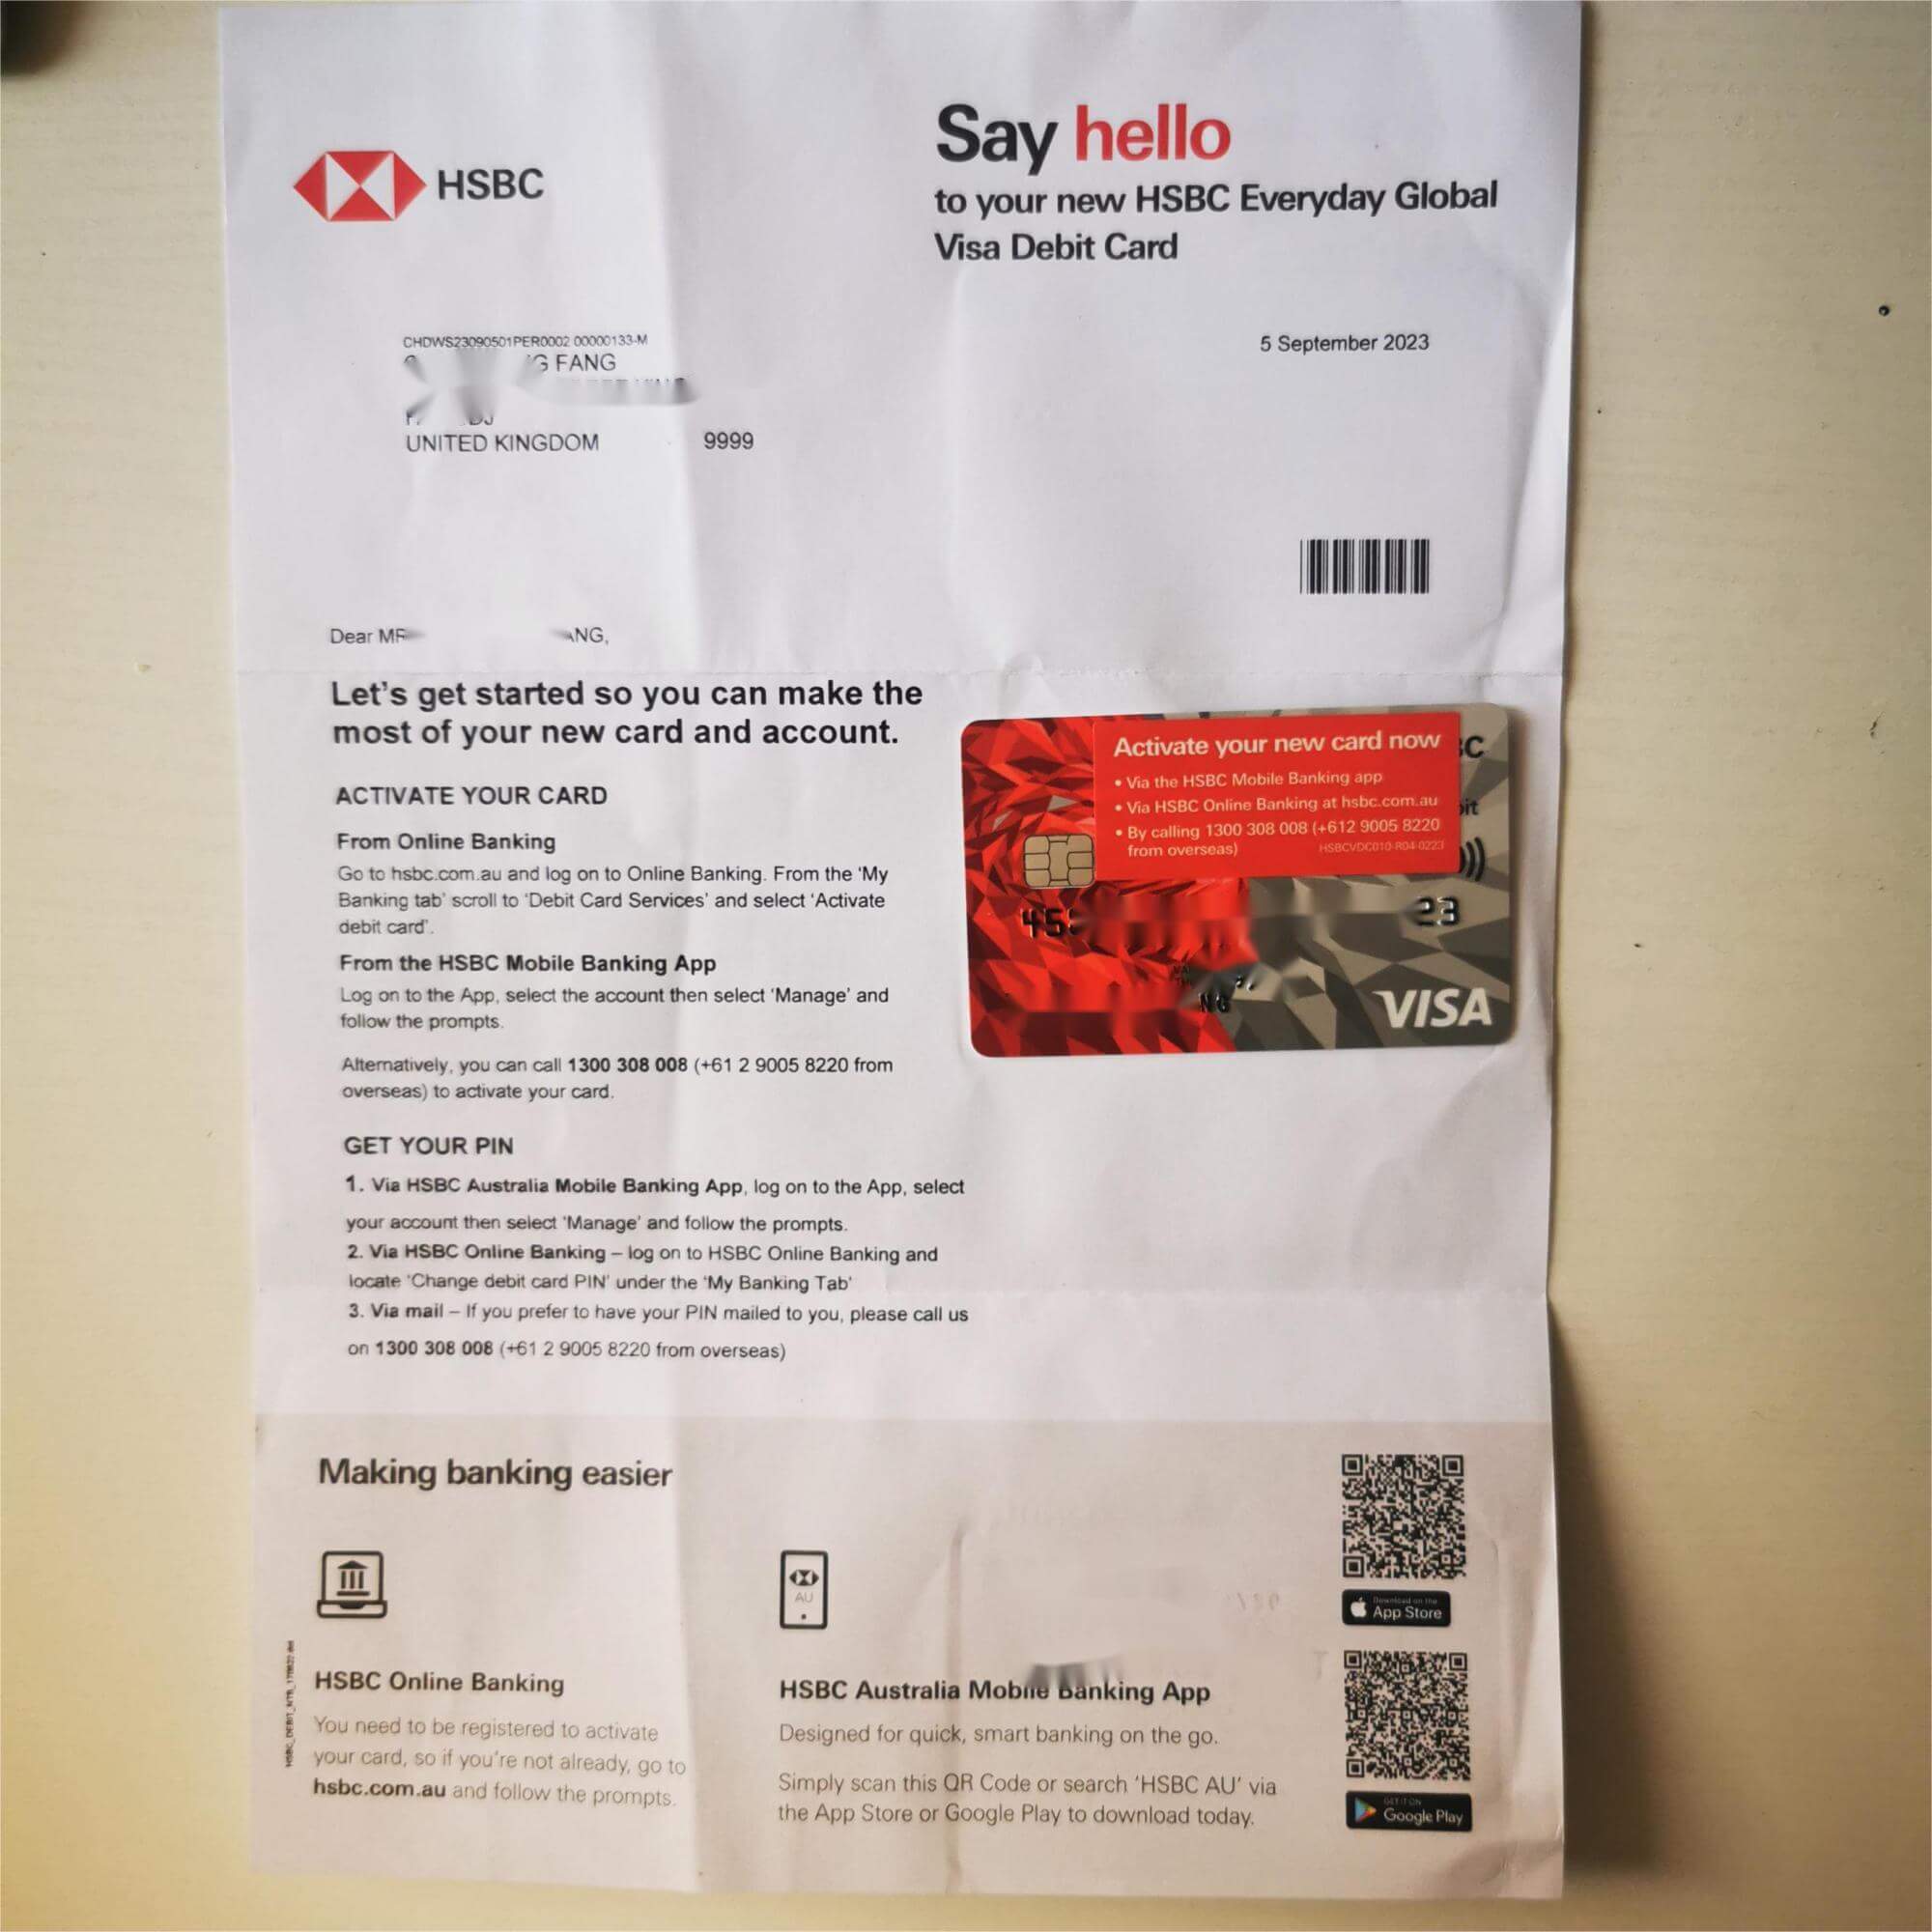 HSBC
Say hello
to your new HSBC Everyday Global
Visa Debit Card
CHDWS23090501PER0002 00000133-M
FANG
5 September 2023
UNITED KINGDOM 9999
Dear
Let's get started so you can make the
most of your new card and account.
ACTIVATE YOUR CARD
From Online Banking
Go to hsbc.com.au and log on to Online Banking. From the 'My
Banking tab' scroll to 'Debit Card Services' and select 'Activate
debit card'.
From the HSBC Mobile Banking App
Log on to the App, select the account then select 'Manage' and
follow the prompts.
Alternatively, you can call 1300 308 008 (+61 2 9005 8220 from
overseas) to activate your card.
GET YOUR PIN
1. Via HSBC Australia Mobile Banking App, log on to the App, select
your account then select 'Manage' and follow the prompts.
2. Via HSBC Online Banking – log on to HSBC Online Banking and
locate 'Change debit card PIN' under the 'My Banking Tab'
3. Via mail – If you prefer to have your PIN mailed to you, please call us
on 1300 308 008 (+61 2 9005 8220 from overseas)
Activate your new card now
• Via the HSBC Mobile Banking app
• Via HSBC Online Banking at hsbc.com.au
• By calling 1300 308 008 (+612 9005 8220
from overseas) HSBCVDC010-R04-0223
23
VISA
Making banking easier
HSBC Online Banking
You need to be registered to activate
your card, so if you're not already, go to
hsbc.com.au and follow the prompts.
AU
HSBC Australia Mobile Banking App
Designed for quick, smart banking on the go.
Simply scan this QR Code or search 'HSBC AU' via
the App Store or Google Play to download today.
Download on the
App Store
GET IT ON
Google Play